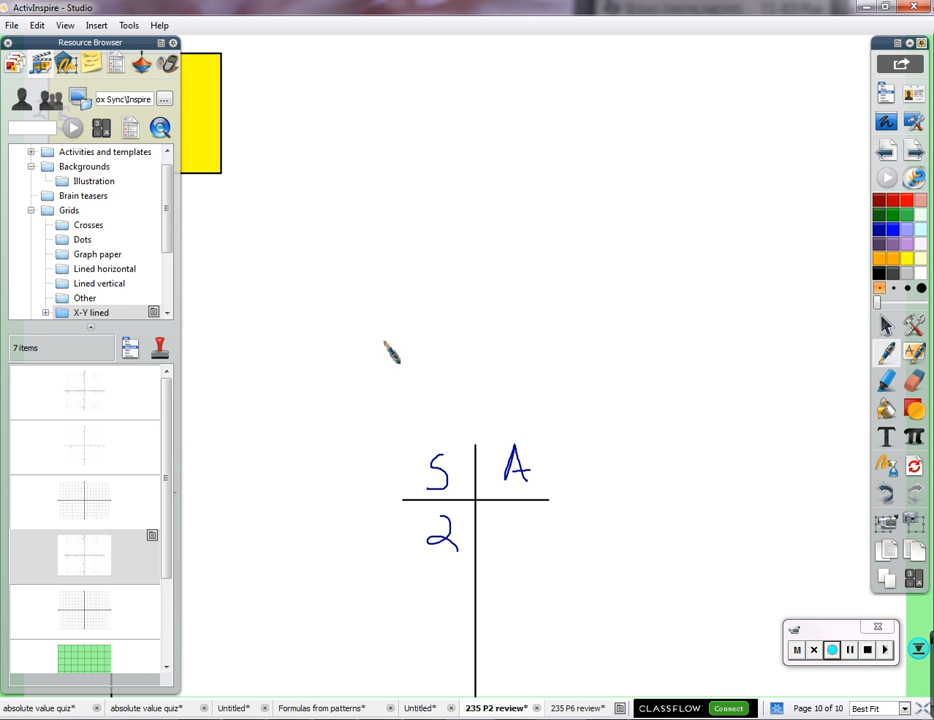 ActivInspire - Studio
File Edit View Insert Tools Help
Resource Browser
ox Sync\Inspire ...
Activities and templates
Backgrounds
Illustration
Brain teasers
Grids
Crosses
Dots
Graph paper
Lined horizontal
Lined vertical
Other
X-Y lined
7 items
S A
2
M
absolute value quiz* absolute value quiz* Untitled* Formulas from patterns* Untitled* 235 P2 review* 235 P6 review* CLASSFLOW Connect Page 10 of 10 Best Fit